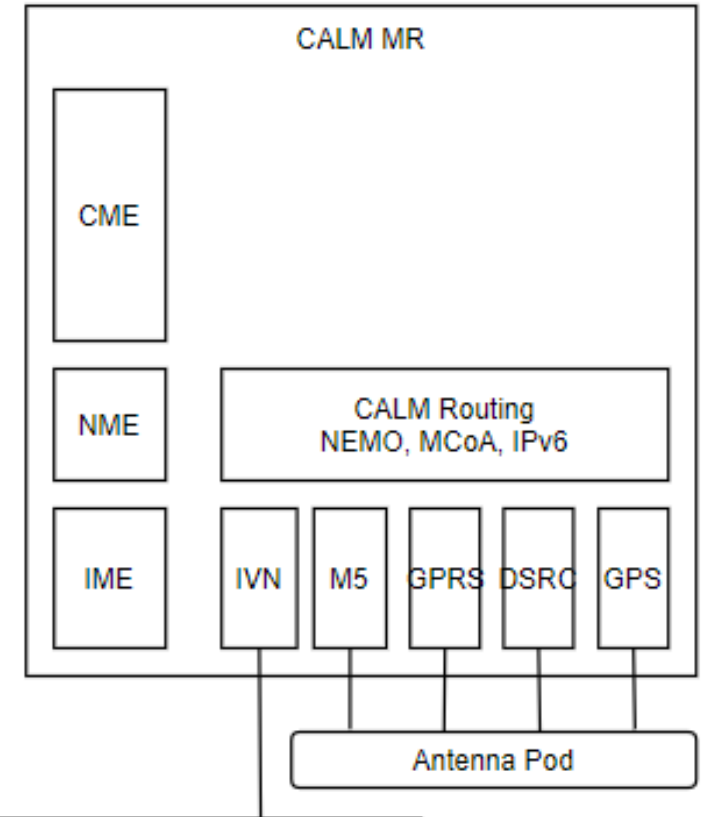 CALM MR
CME
NME
CALM Routing
NEMO, MCoA, IPv6
IME
IVN
M5
GPRS
DSRC
GPS
Antenna Pod